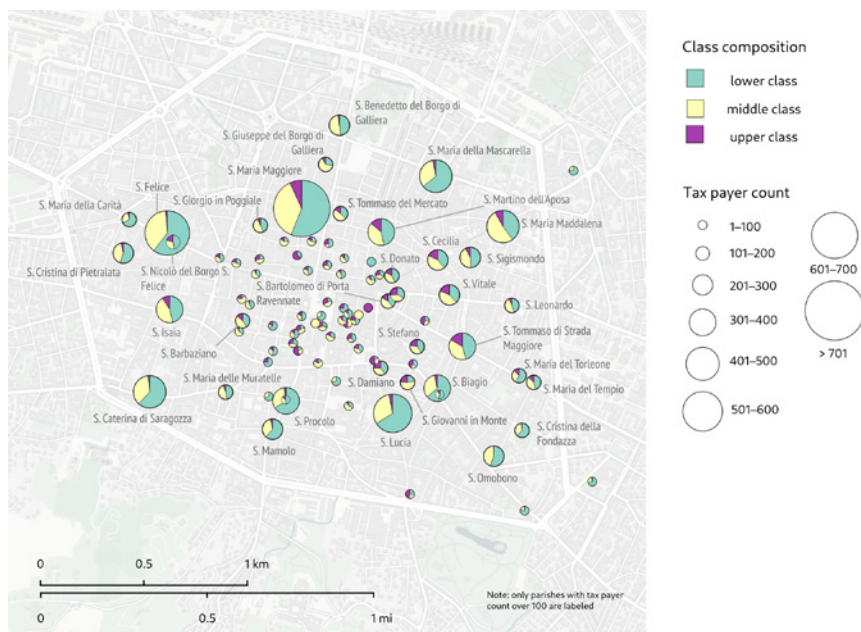 S. Benedetto del Borgo di
Galliera
S. Giuseppe del Borgo di
Galliera
S. Maria della Mascarella
S. Maria Maggiore
S. Felice
S. Giorgio in Poggiale
S. Tommaso del Mercato
S. Martino dell'Aposa
S. Maria della Carità
S. Maria Maddalena
S. Donato
S. Cecilia
S. Cristina di Pietralata
S. Nicolò del Borgo S.
Felice
S. Sigismondo
S. Bartolomeo di Porta
Ravennate
S. Vitale
S. Leonardo
S. Isaia
S. Stefano
S. Tommaso di Strada
Maggiore
S. Barbaziano
S. Maria del Torleone
S. Maria delle Muratelle
S. Damiano
S. Biagio
S. Maria del Tempio
S. Caterina di Saragozza
S. Procolo
S. Giovanni in Monte
S. Lucia
S. Cristina della
Fondazza
S. Mamolo
S. Omobono
0
0.5
1 km
0
0.5
1 mi
Note: only parishes with tax payer
count over 100 are labeled
Class composition
lower class
middle class
upper class
Tax payer count
1–100
101–200
201–300
301–400
401–500
501–600
601–700
> 701